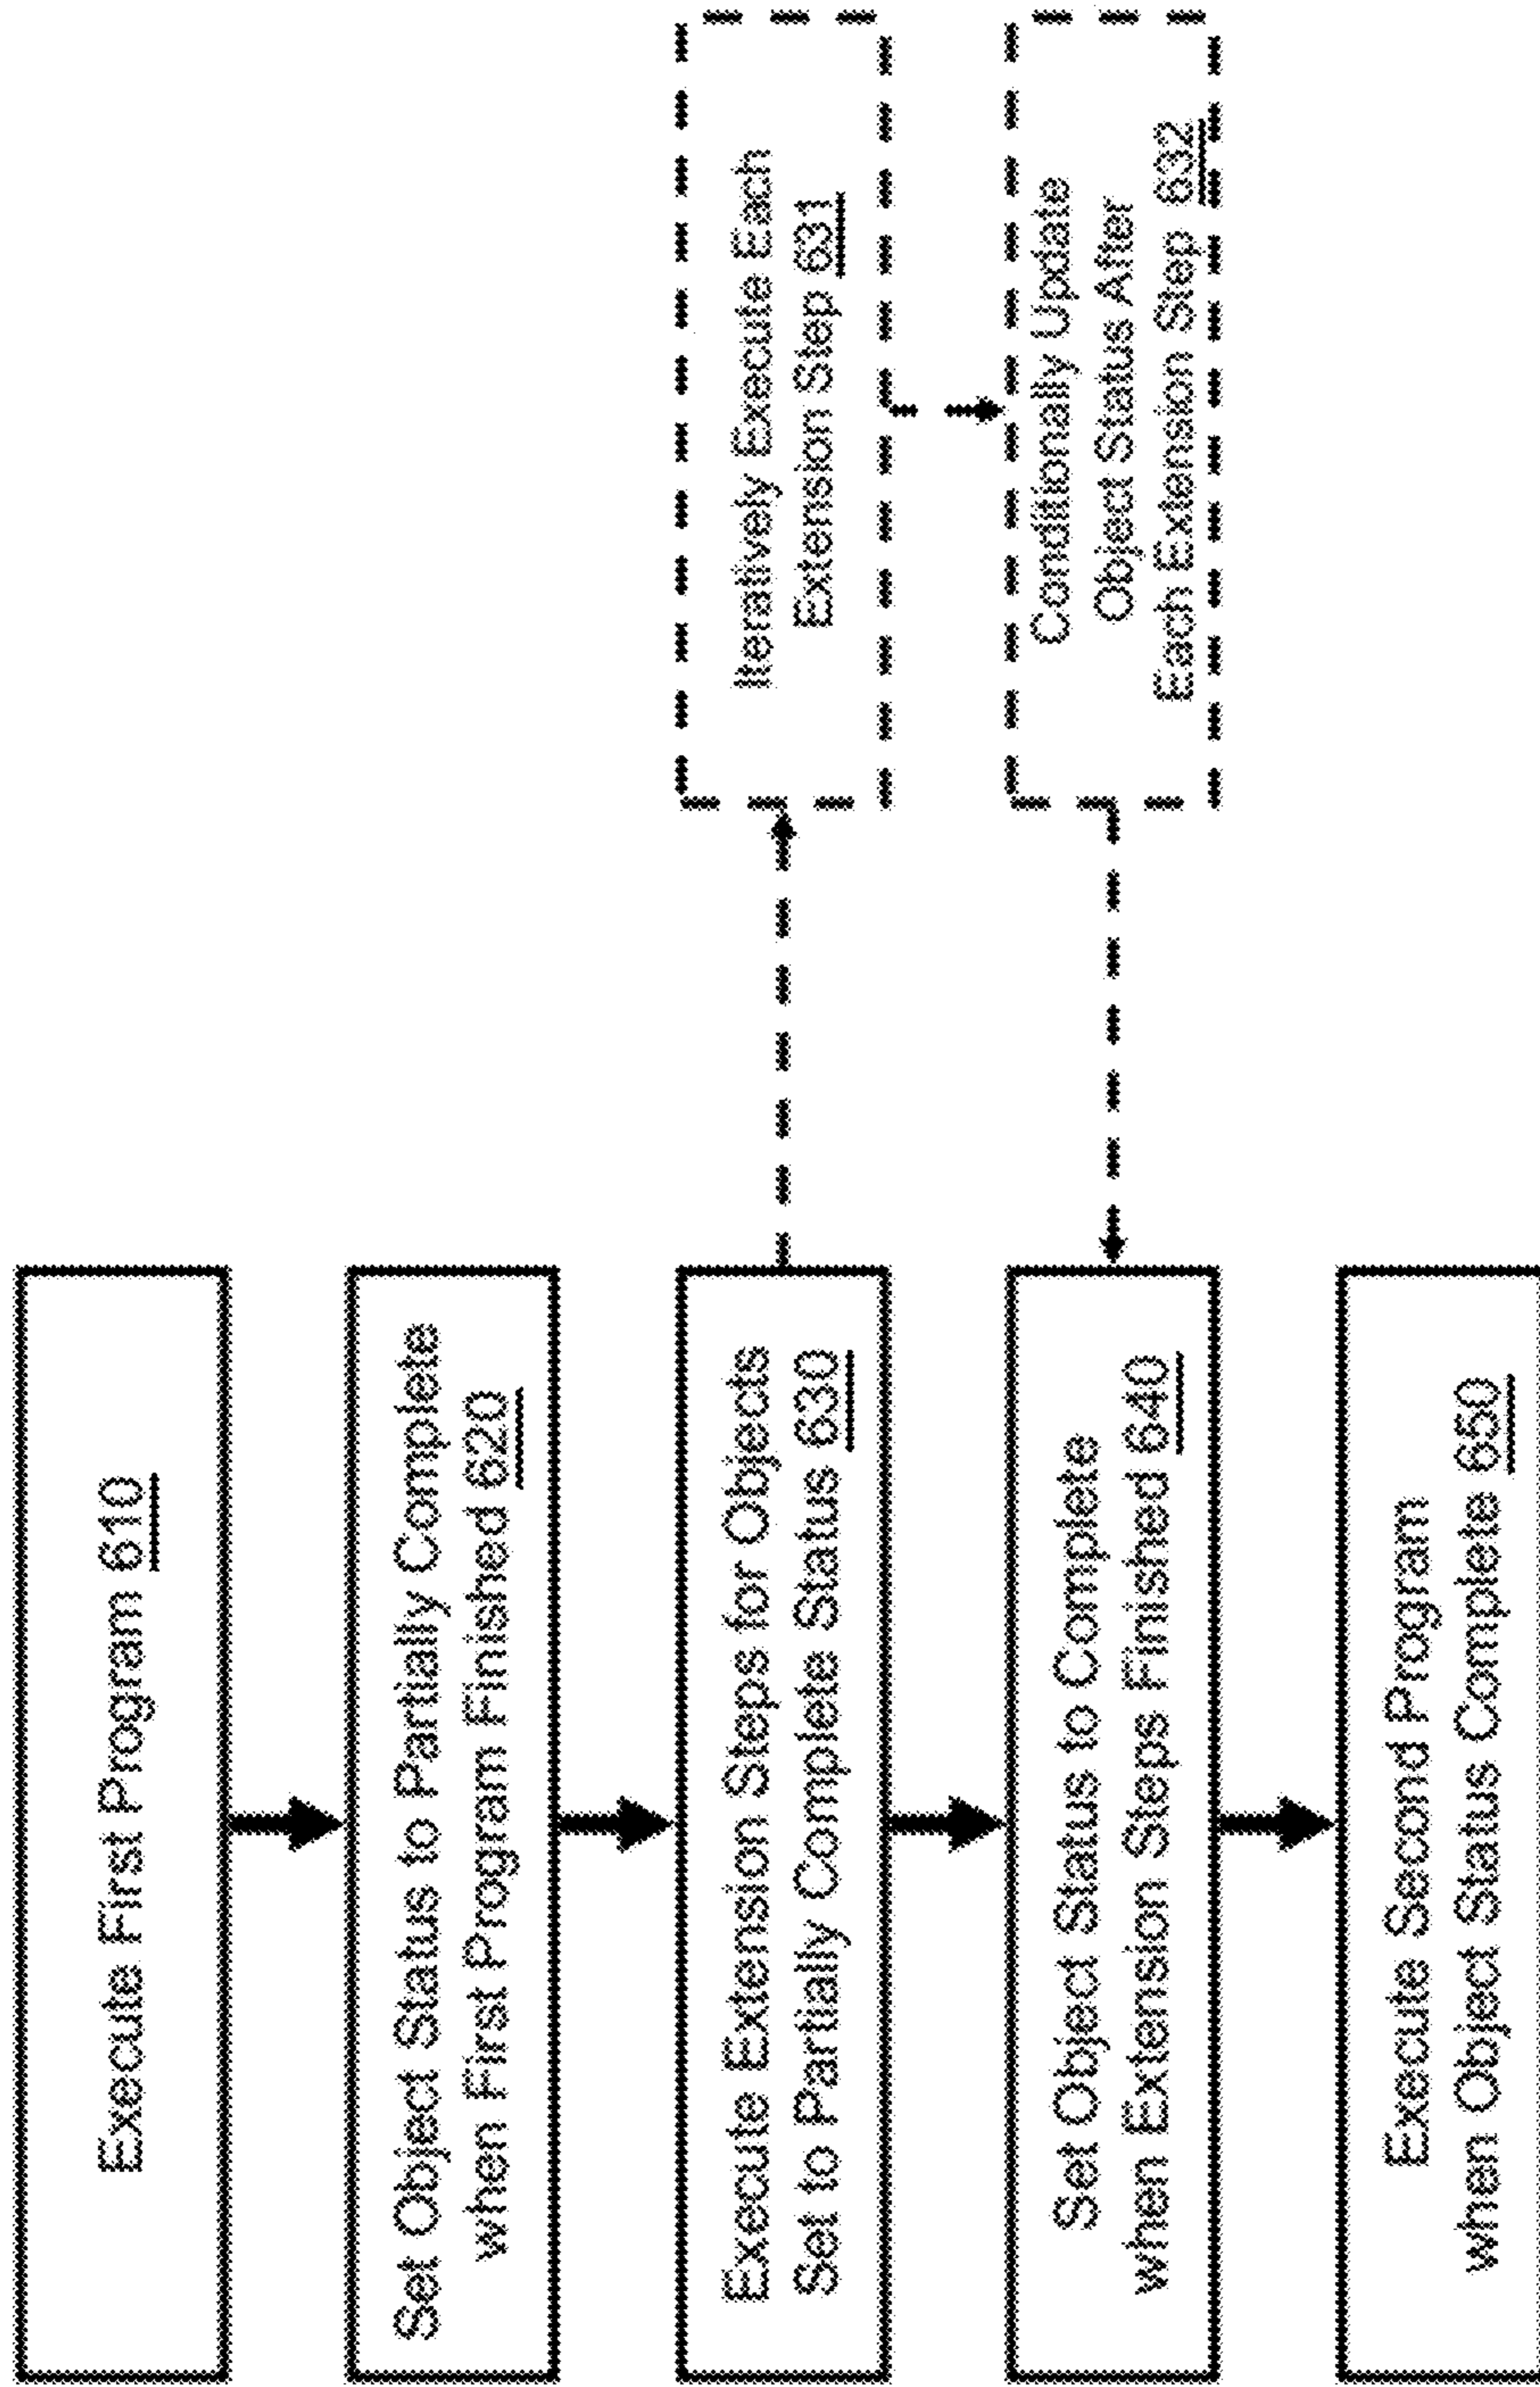 Execute First Program 610
Set Object Status to Partially Complete
when First Program Finished 620
Execute Extension Steps for Objects
Set to Partially Complete Status 630
Iteratively Execute Each
Extension Step 631
Conditionally Update
Object Status After
Each Extension Step 632
Set Object Status to Complete
when Extension Steps Finished 640
Execute Second Program
when Object Status Complete 650